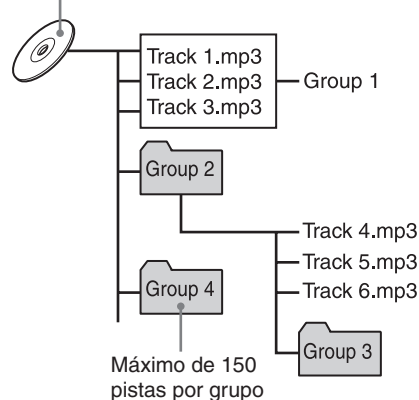 Track 1.mp3
Track 2.mp3
Track 3.mp3
Group 1
Group 2
Track 4.mp3
Track 5.mp3
Track 6.mp3
Group 4
Group 3
Máximo de 150
pistas por grupo